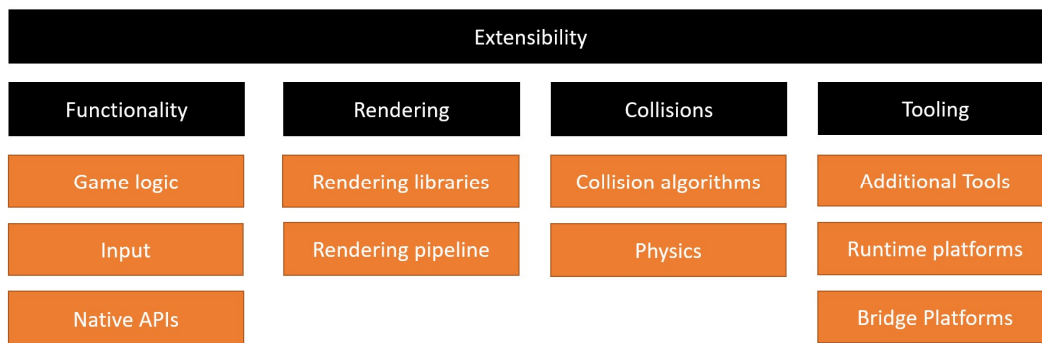 Extensibility
Functionality
Rendering
Collisions
Tooling
Game logic
Rendering libraries
Collision algorithms
Additional Tools
Input
Rendering pipeline
Physics
Runtime platforms
Native APIs
Bridge Platforms